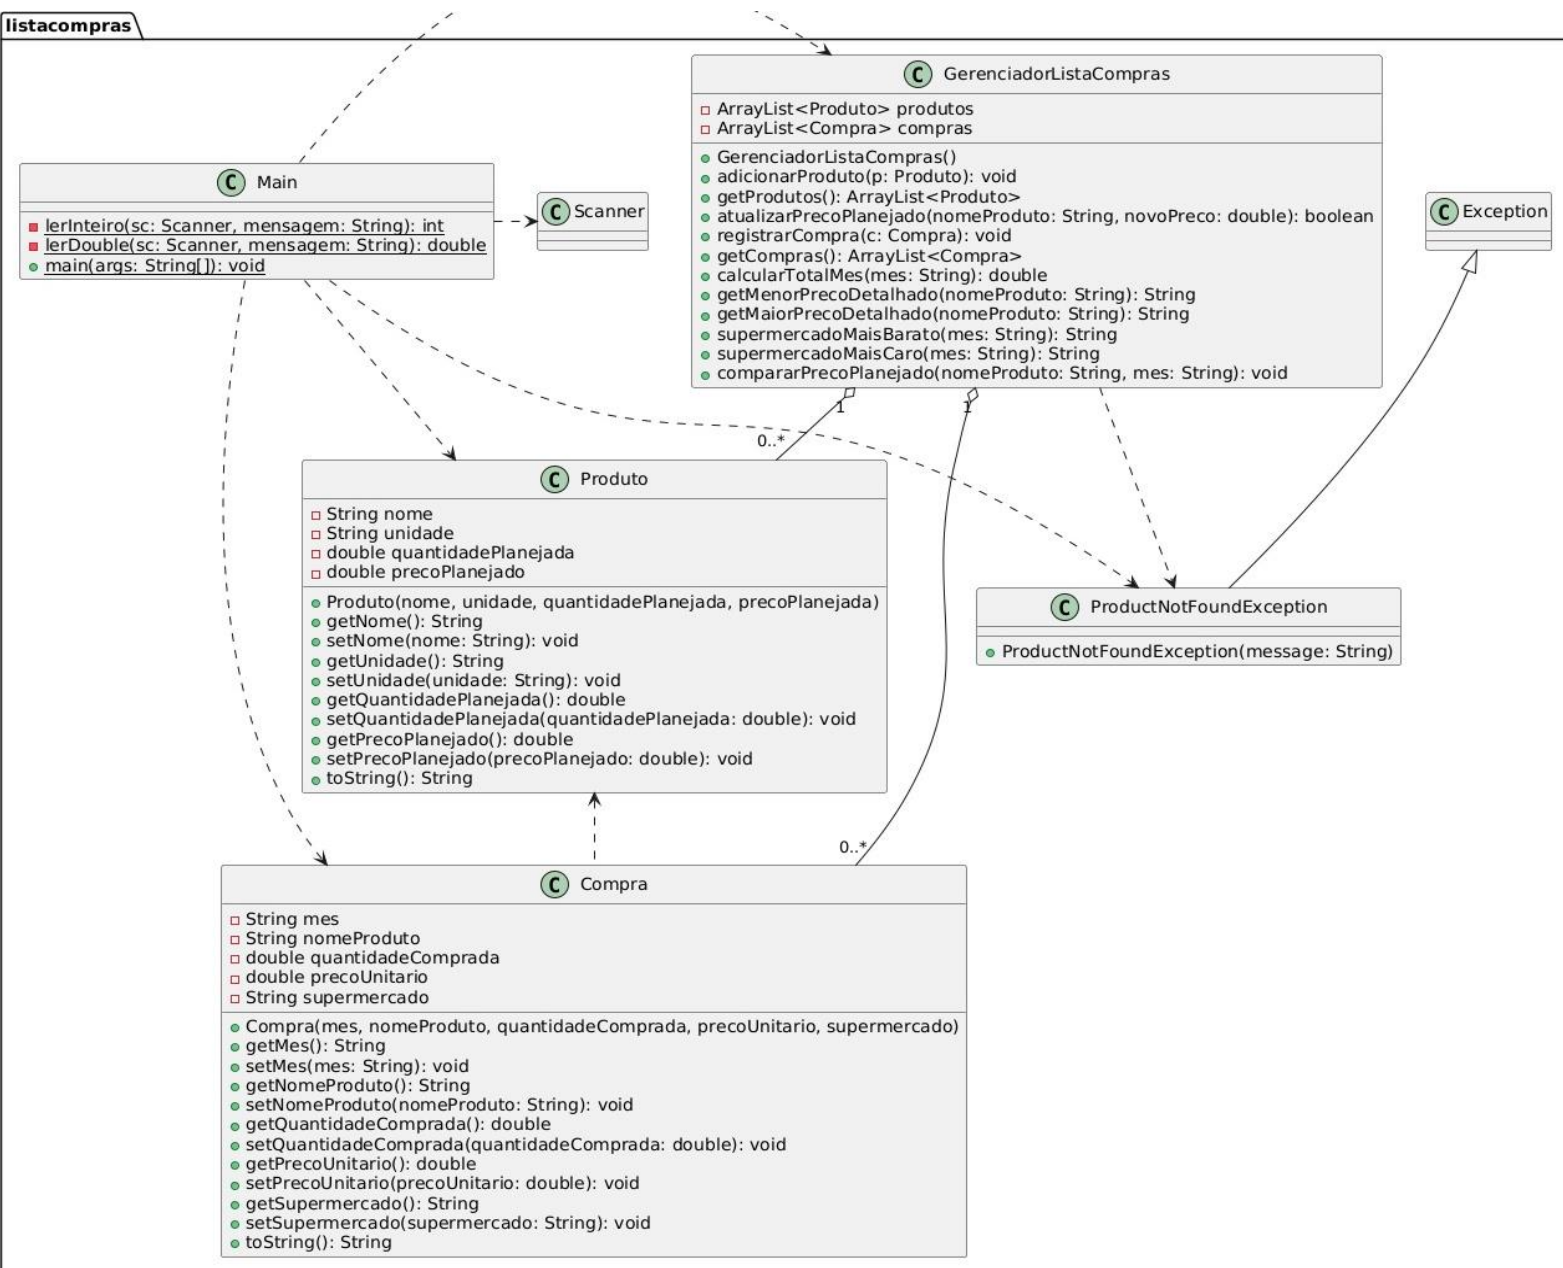 listacompras
GerenciadorListaCompras
ArrayList<Produto> produtos
ArrayList<Compra> compras
GerenciadorListaCompras()
adicionarProduto(p: Produto): void
getProdutos(): ArrayList<Produto>
atualizarPrecoPlanejado(nomeProduto: String, novoPreco: double): boolean
registrarCompra(c: Compra): void
getCompras(): ArrayList<Compra>
calcularTotalMes(mes: String): double
getMenorPrecoDetalhado(nomeProduto: String): String
getMaiorPrecoDetalhado(nomeProduto: String): String
supermercadoMaisBarato(mes: String): String
supermercadoMaisCaro(mes: String): String
compararPrecoPlanejado(nomeProduto: String, mes: String): void
C Main
lerInteiro(sc: Scanner, mensagem: String): int
lerDouble(sc: Scanner, mensagem: String): double
main(args: String[]): void
C Scanner
C Exception
1
1
0..*
C Produto
String nome
String unidade
double quantidadePlanejada
double precoPlanejado
Produto(nome, unidade, quantidadePlanejada, precoPlanejada)
getNome(): String
setNome(nome: String): void
getUnidade(): String
setUnidade(unidade: String): void
getQuantidadePlanejada(): double
setQuantidadePlanejada(quantidadePlanejada: double): void
getPrecoPlanejado(): double
setPrecoPlanejado(precoPlanejado: double): void
toString(): String
C ProductNotFoundException
ProductNotFoundException(message: String)
0..*
C Compra
String mes
String nomeProduto
double quantidadeComprada
double precoUnitario
String supermercado
Compra(mes, nomeProduto, quantidadeComprada, precoUnitario, supermercado)
getMes(): String
setMes(mes: String): void
getNomeProduto(): String
setNomeProduto(nomeProduto: String): void
getQuantidadeComprada(): double
setQuantidadeComprada(quantidadeComprada: double): void
getPrecoUnitario(): double
setPrecoUnitario(precoUnitario: double): void
getSupermercado(): String
setSupermercado(supermercado: String): void
toString(): String